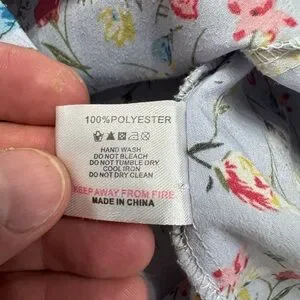 100%POLYESTER
HAND WASH
DO NOT BLEACH
DO NOT TUMBLE DRY
COOL IRON
DO NOT DRY CLEAN
KEEP AWAY FROM FIRE
MADE IN CHINA